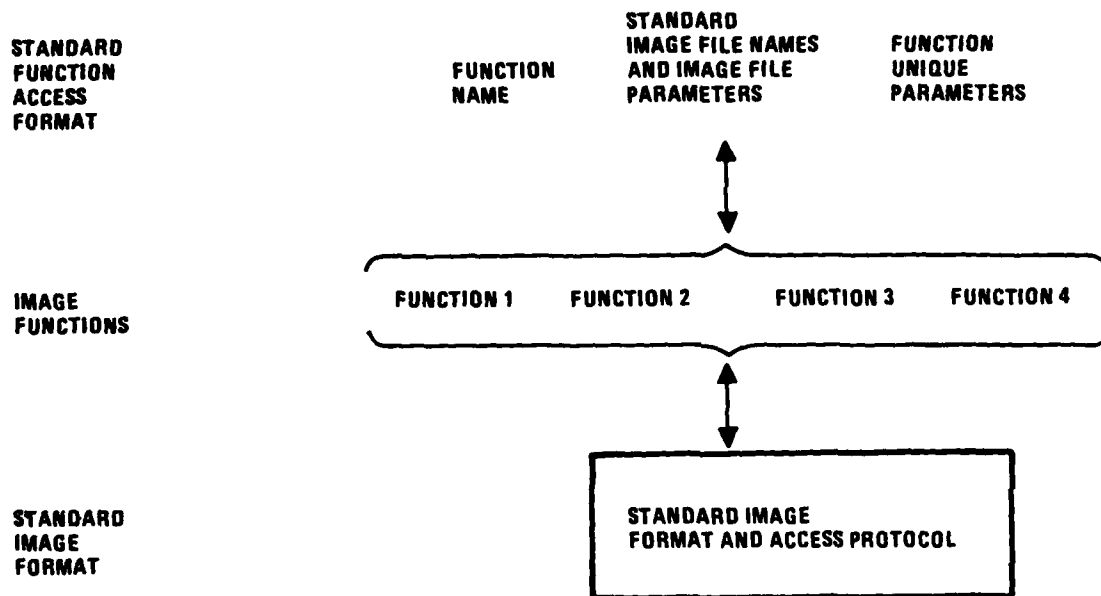 STANDARD
FUNCTION
ACCESS
FORMAT
FUNCTION
NAME
STANDARD
IMAGE FILE NAMES
AND IMAGE FILE
PARAMETERS
FUNCTION
UNIQUE
PARAMETERS
IMAGE
FUNCTIONS
FUNCTION 1
FUNCTION 2
FUNCTION 3
FUNCTION 4
STANDARD
IMAGE
FORMAT
STANDARD IMAGE
FORMAT AND ACCESS PROTOCOL